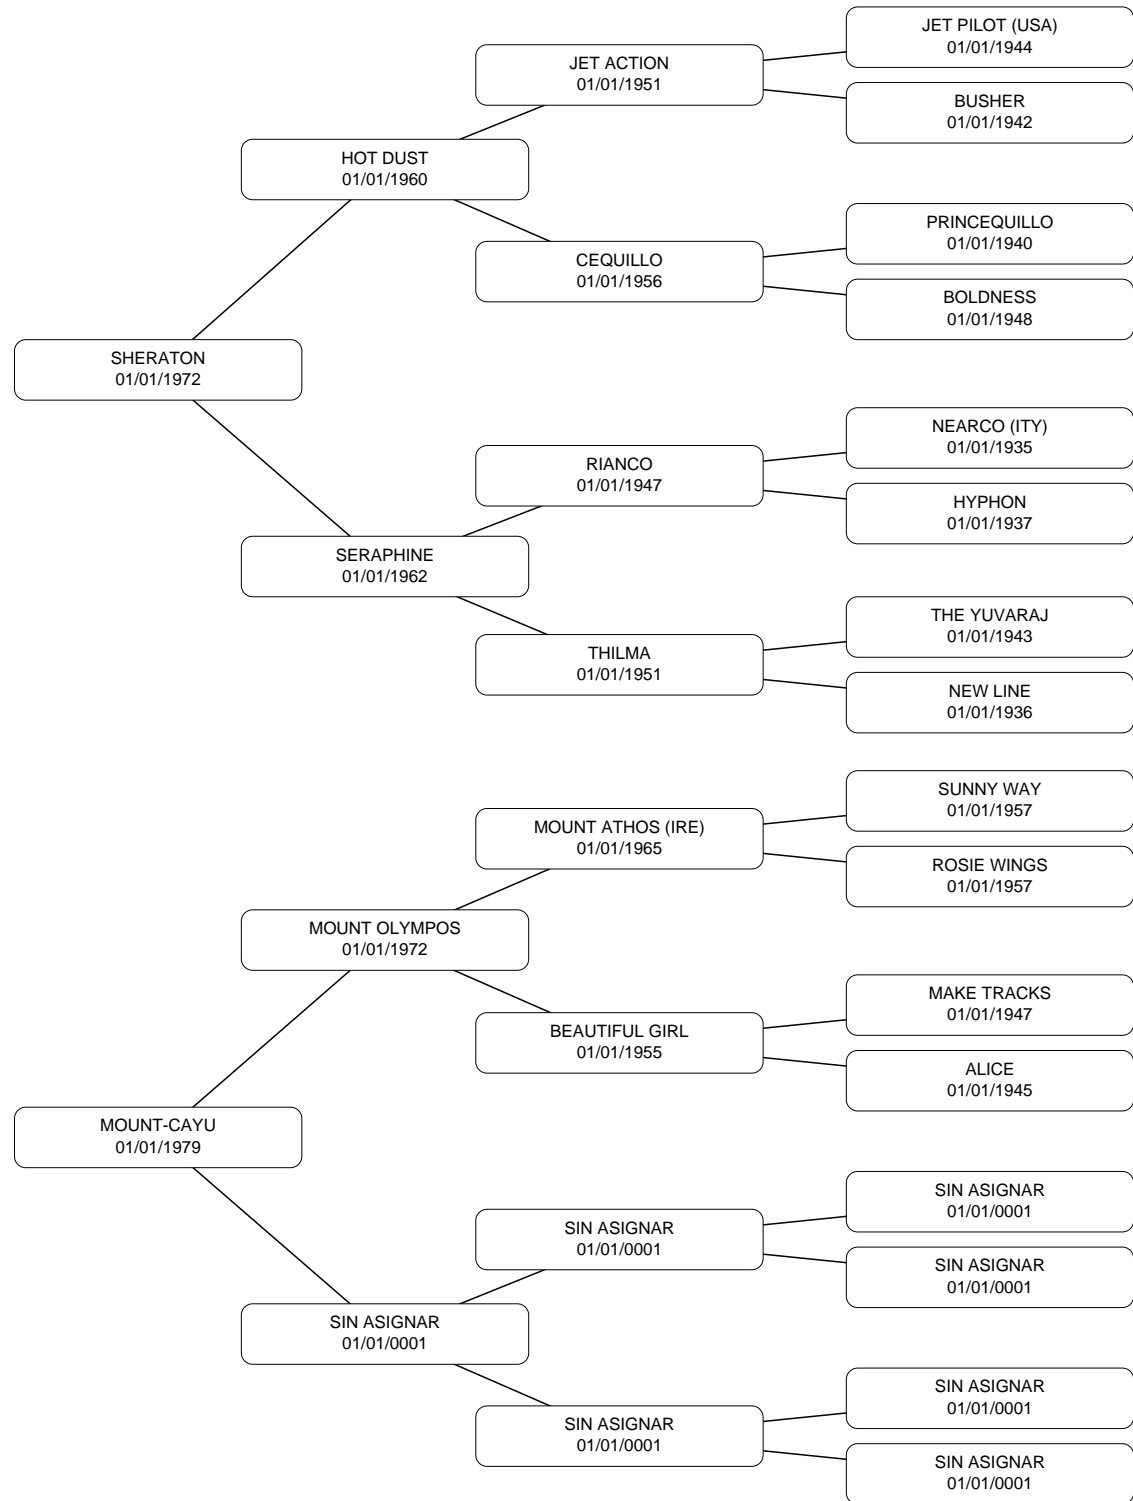 JET PILOT (USA)
01/01/1944
JET ACTION
01/01/1951
BUSHER
01/01/1942
HOT DUST
01/01/1960
PRINCEQUILLO
01/01/1940
CEQUILLO
01/01/1956
BOLDNESS
01/01/1948
SHERATON
01/01/1972
NEARCO (ITY)
01/01/1935
RIANCO
01/01/1947
HYPHON
01/01/1937
SERAPHINE
01/01/1962
THE YUVARAJ
01/01/1943
THILMA
01/01/1951
NEW LINE
01/01/1936
SUNNY WAY
01/01/1957
MOUNT ATHOS (IRE)
01/01/1965
ROSIE WINGS
01/01/1957
MOUNT OLYMPOS
01/01/1972
MAKE TRACKS
01/01/1947
BEAUTIFUL GIRL
01/01/1955
ALICE
01/01/1945
MOUNT-CAYU
01/01/1979
SIN ASIGNAR
01/01/0001
SIN ASIGNAR
01/01/0001
SIN ASIGNAR
01/01/0001
SIN ASIGNAR
01/01/0001
SIN ASIGNAR
01/01/0001
SIN ASIGNAR
01/01/0001
SIN ASIGNAR
01/01/0001